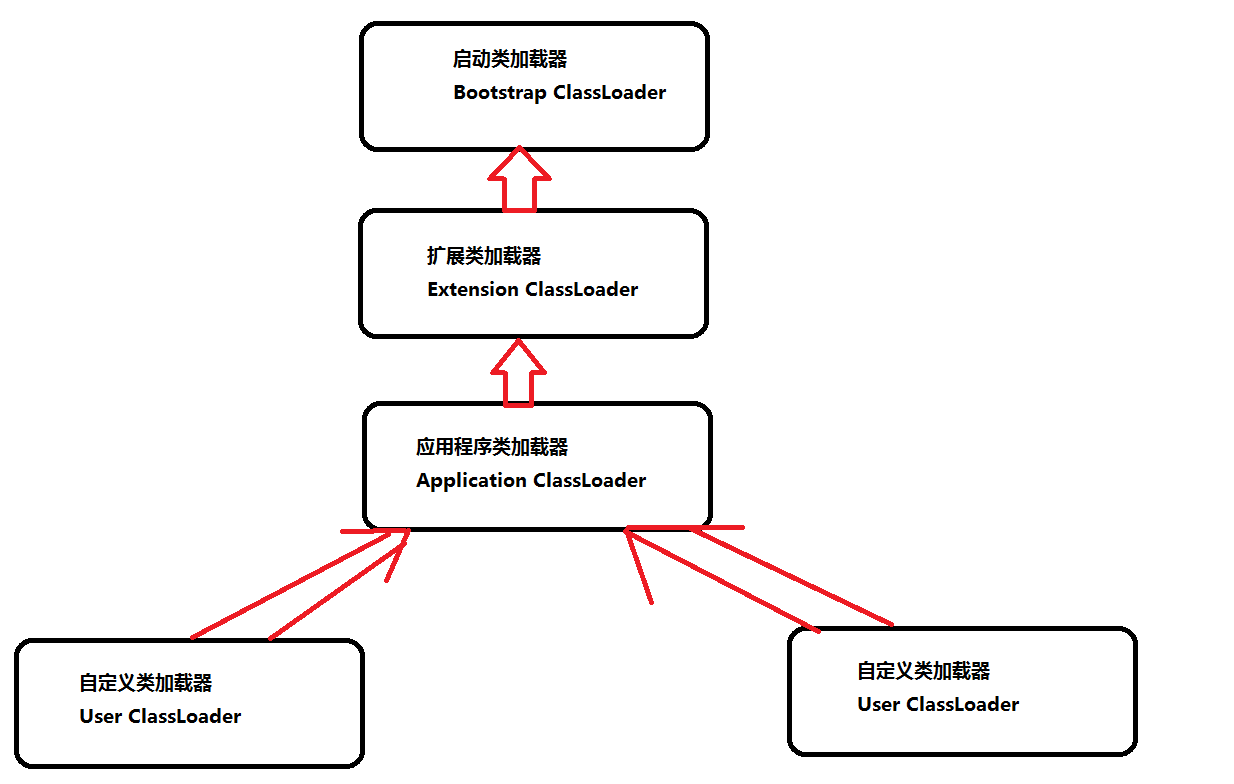 启动类加载器
Bootstrap ClassLoader
扩展类加载器
Extension ClassLoader
应用程序类加载器
Application ClassLoader
自定义类加载器
User ClassLoader
自定义类加载器
User ClassLoader